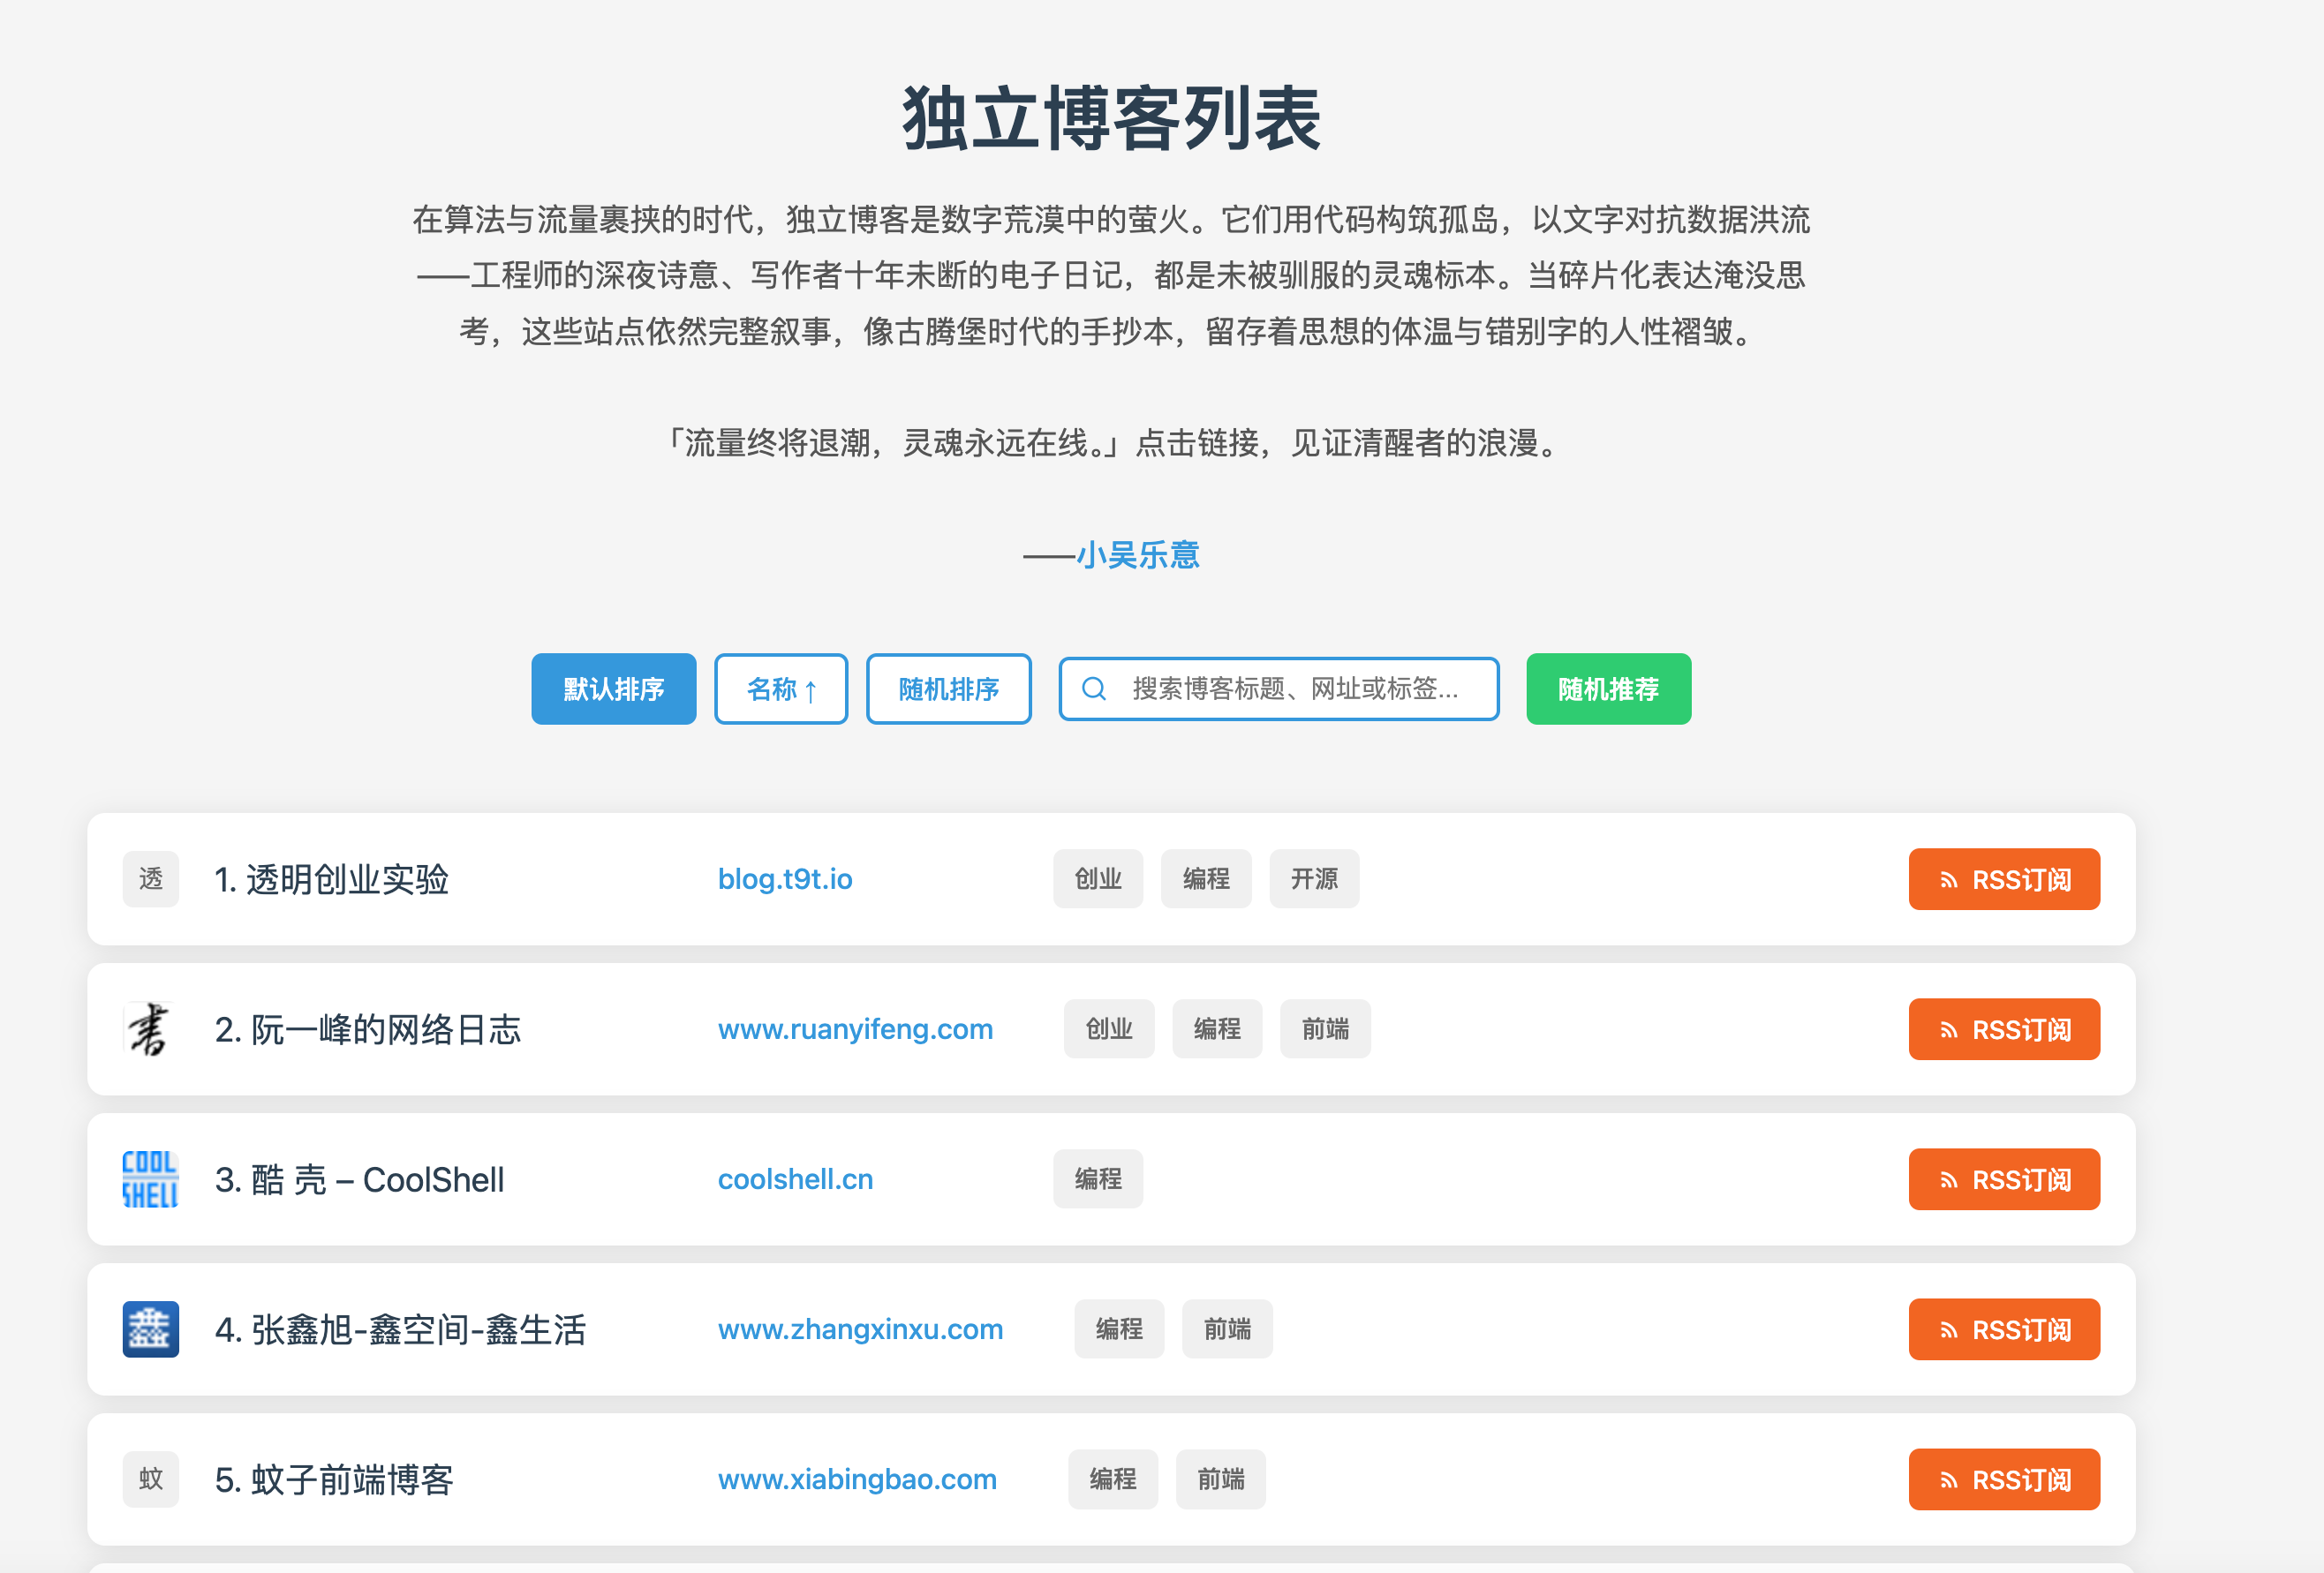 独立博客列表
在算法与流量裹挟的时代，独立博客是数字荒漠中的萤火。它们用代码构筑孤岛，以文字对抗数据洪流
——工程师的深夜诗意、写作者十年未断的电子日记，都是未被驯服的灵魂标本。当碎片化表达淹没思
考，这些站点依然完整叙事，像古腾堡时代的手抄本，留存着思想的体温与错别字的人性褶皱。
「流量终将退潮，灵魂永远在线。」点击链接，见证清醒者的浪漫。
——小吴乐意
默认排序 名称 ↑ 随机排序 搜索博客标题、网址或标签... 随机推荐
透 1. 透明创业实验 blog.t9t.io 创业 编程 开源 RSS订阅
書 2. 阮一峰的网络日志 www.ruanyifeng.com 创业 编程 前端 RSS订阅
COOL SHELL 3. 酷 壳 – CoolShell coolshell.cn 编程 RSS订阅
鑫 4. 张鑫旭-鑫空间-鑫生活 www.zhangxinxu.com 编程 前端 RSS订阅
蚊 5. 蚊子前端博客 www.xiabingbao.com 编程 前端 RSS订阅